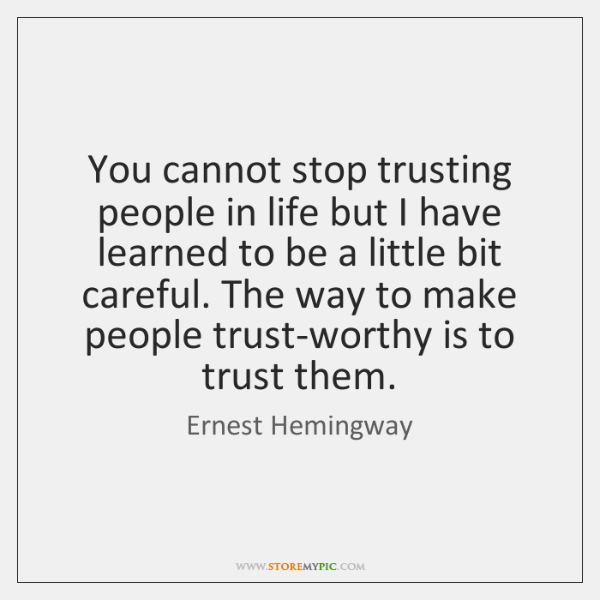 You cannot stop trusting
people in life but I have
learned to be a little bit
careful. The way to make
people trust-worthy is to
trust them.
Ernest Hemingway
WWW.STOREMYPIC.COM